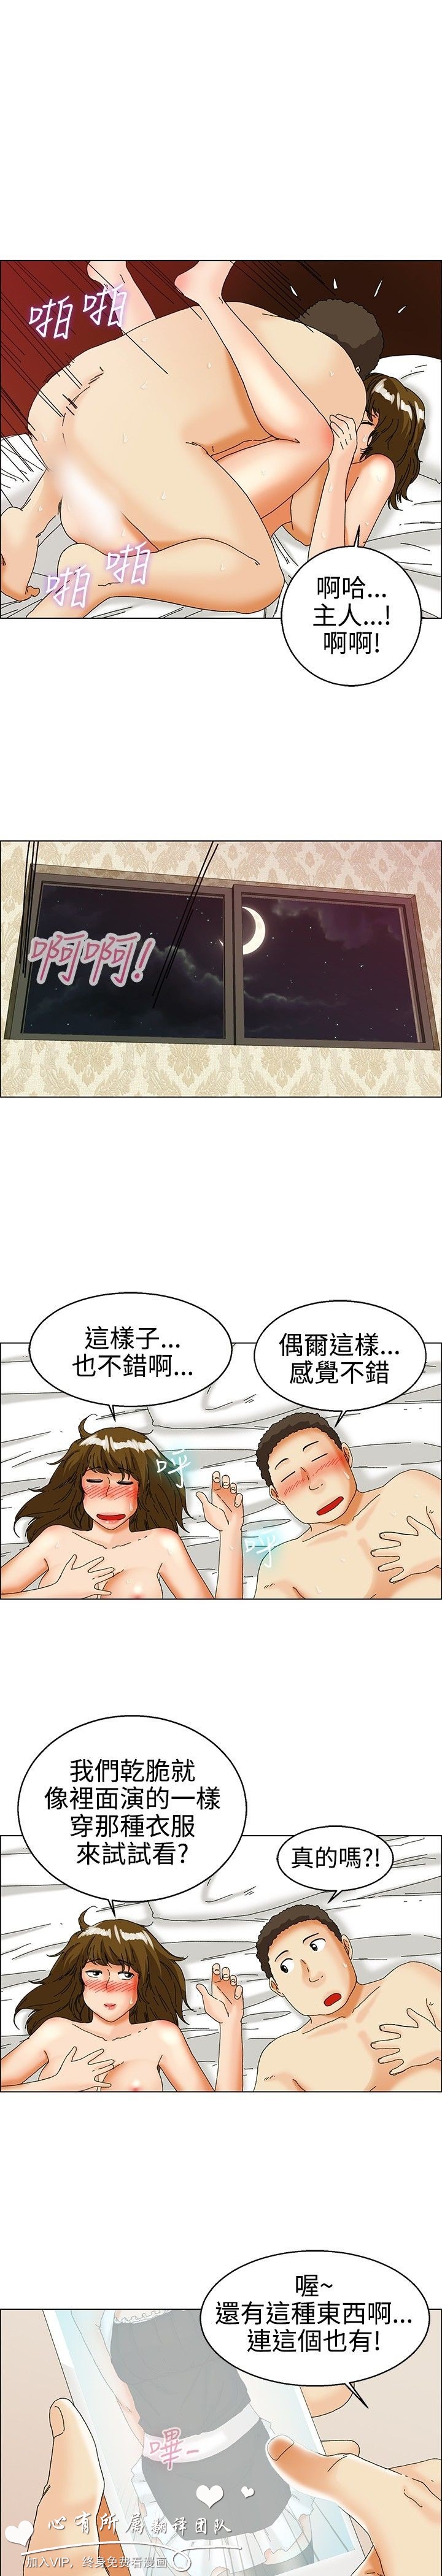 啪啪
啪啪
啊哈...
主人...!
啊啊!
啊啊!
這樣子...
也不錯啊...
偶爾這樣...
感覺不錯
呼
呼
我們乾脆就
像裡面演的一樣
穿那種衣服
來試試看?
真的嗎?!
喔~
還有這種東西啊...
連這個也有!
嗶-
心有所属翻译团队
加入VIP，终身免费看漫画